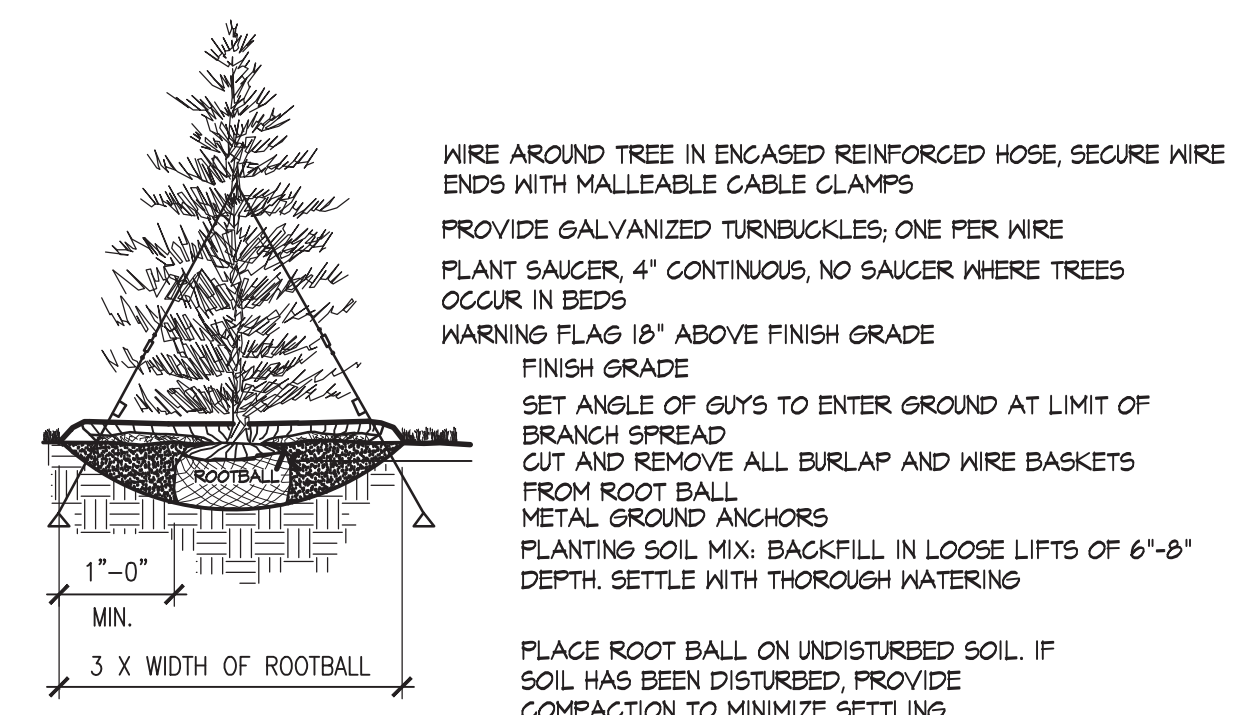 WIRE AROUND TREE IN ENCASED REINFORCED HOSE, SECURE WIRE
ENDS WITH MALLEABLE CABLE CLAMPS
PROVIDE GALVANIZED TURNBUCKLES; ONE PER WIRE
PLANT SAUCER, 4" CONTINUOUS, NO SAUCER WHERE TREES
OCCUR IN BEDS
WARNING FLAG 18" ABOVE FINISH GRADE
FINISH GRADE
SET ANGLE OF GUYS TO ENTER GROUND AT LIMIT OF
BRANCH SPREAD
CUT AND REMOVE ALL BURLAP AND WIRE BASKETS
FROM ROOT BALL
METAL GROUND ANCHORS
PLANTING SOIL MIX: BACKFILL IN LOOSE LIFTS OF 6"-8"
DEPTH. SETTLE WITH THOROUGH WATERING
PLACE ROOT BALL ON UNDISTURBED SOIL. IF
SOIL HAS BEEN DISTURBED, PROVIDE
COMPACTION TO MINIMIZE SETTLING
ROOTBALL
1"-0"
MIN.
3 X WIDTH OF ROOTBALL